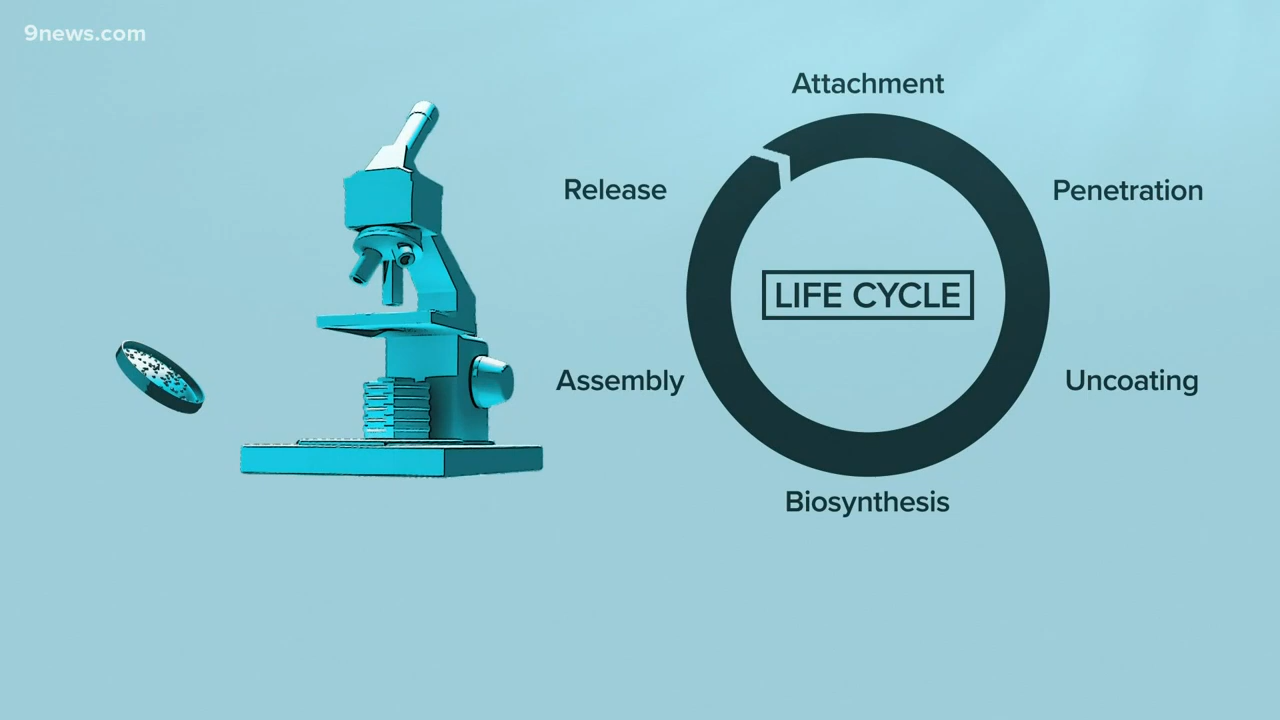 9news.com
Attachment
Release
Penetration
LIFE CYCLE
Assembly
Uncoating
Biosynthesis